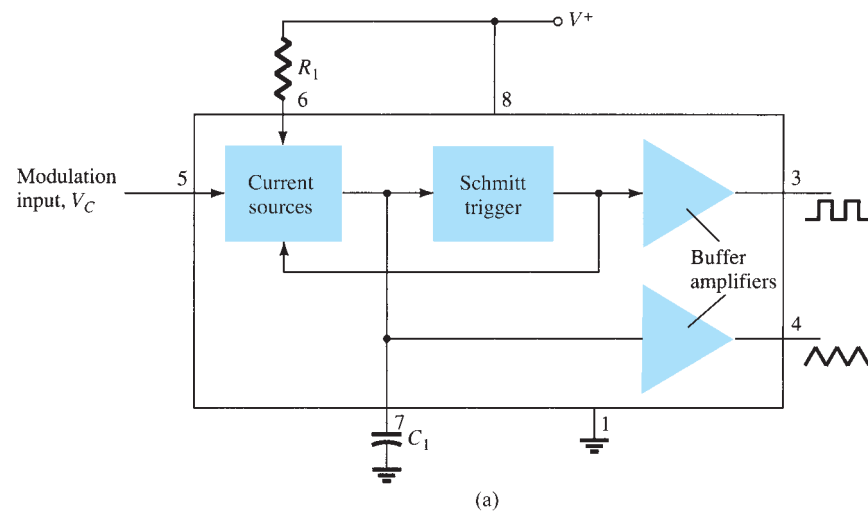 V+
R1
6
8
Modulation
input, VC
5
Current
sources
Schmitt
trigger
3
Buffer
amplifiers
4
7
C1
1
(a)